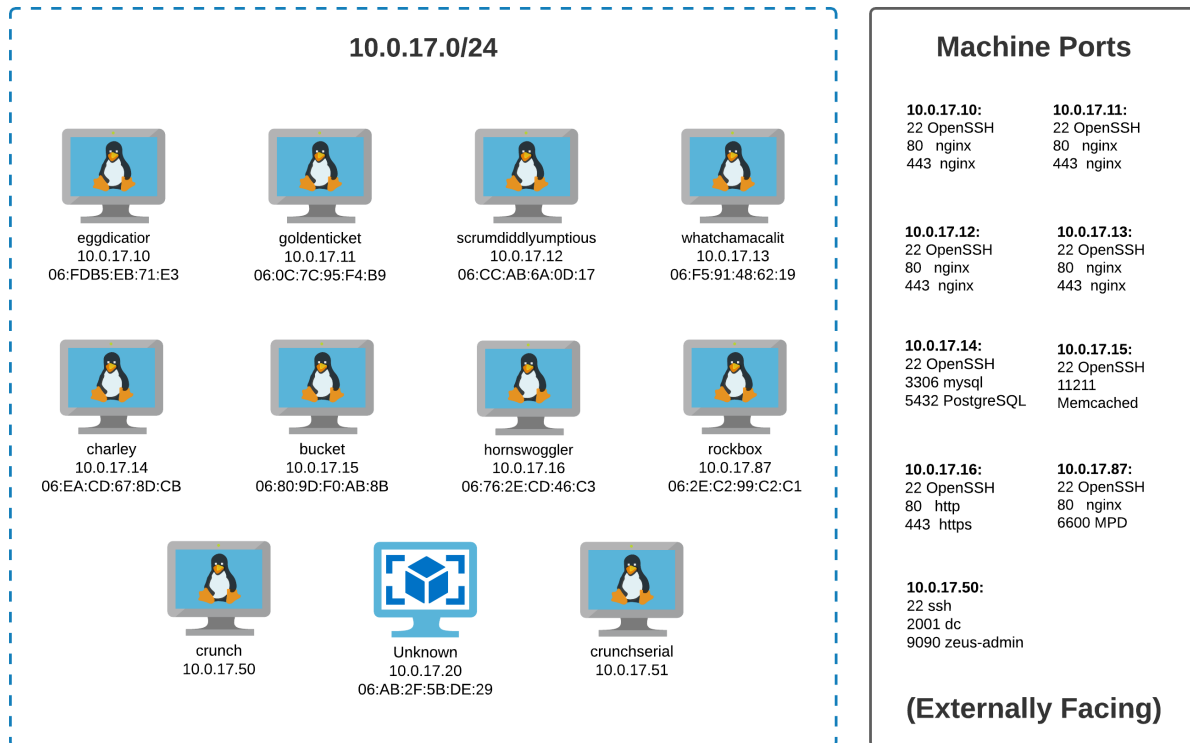 10.0.17.0/24
eggdicatior
10.0.17.10
06:FDB5:EB:71:E3
goldenticket
10.0.17.11
06:0C:7C:95:F4:B9
scrumdiddlyumptious
10.0.17.12
06:CC:AB:6A:0D:17
whatchamacalit
10.0.17.13
06:F5:91:48:62:19
charley
10.0.17.14
06:EA:CD:67:8D:CB
bucket
10.0.17.15
06:80:9D:F0:AB:8B
hornswoggler
10.0.17.16
06:76:2E:CD:46:C3
rockbox
10.0.17.87
06:2E:C2:99:C2:C1
crunch
10.0.17.50
Unknown
10.0.17.20
06:AB:2F:5B:DE:29
crunchserial
10.0.17.51
Machine Ports
10.0.17.10:
22 OpenSSH
80 nginx
443 nginx
10.0.17.11:
22 OpenSSH
80 nginx
443 nginx
10.0.17.12:
22 OpenSSH
80 nginx
443 nginx
10.0.17.13:
22 OpenSSH
80 nginx
443 nginx
10.0.17.14:
22 OpenSSH
3306 mysql
5432 PostgreSQL
10.0.17.15:
22 OpenSSH
11211
Memcached
10.0.17.16:
22 OpenSSH
80 http
443 https
10.0.17.87:
22 OpenSSH
80 nginx
6600 MPD
10.0.17.50:
22 ssh
2001 dc
9090 zeus-admin
(Externally Facing)